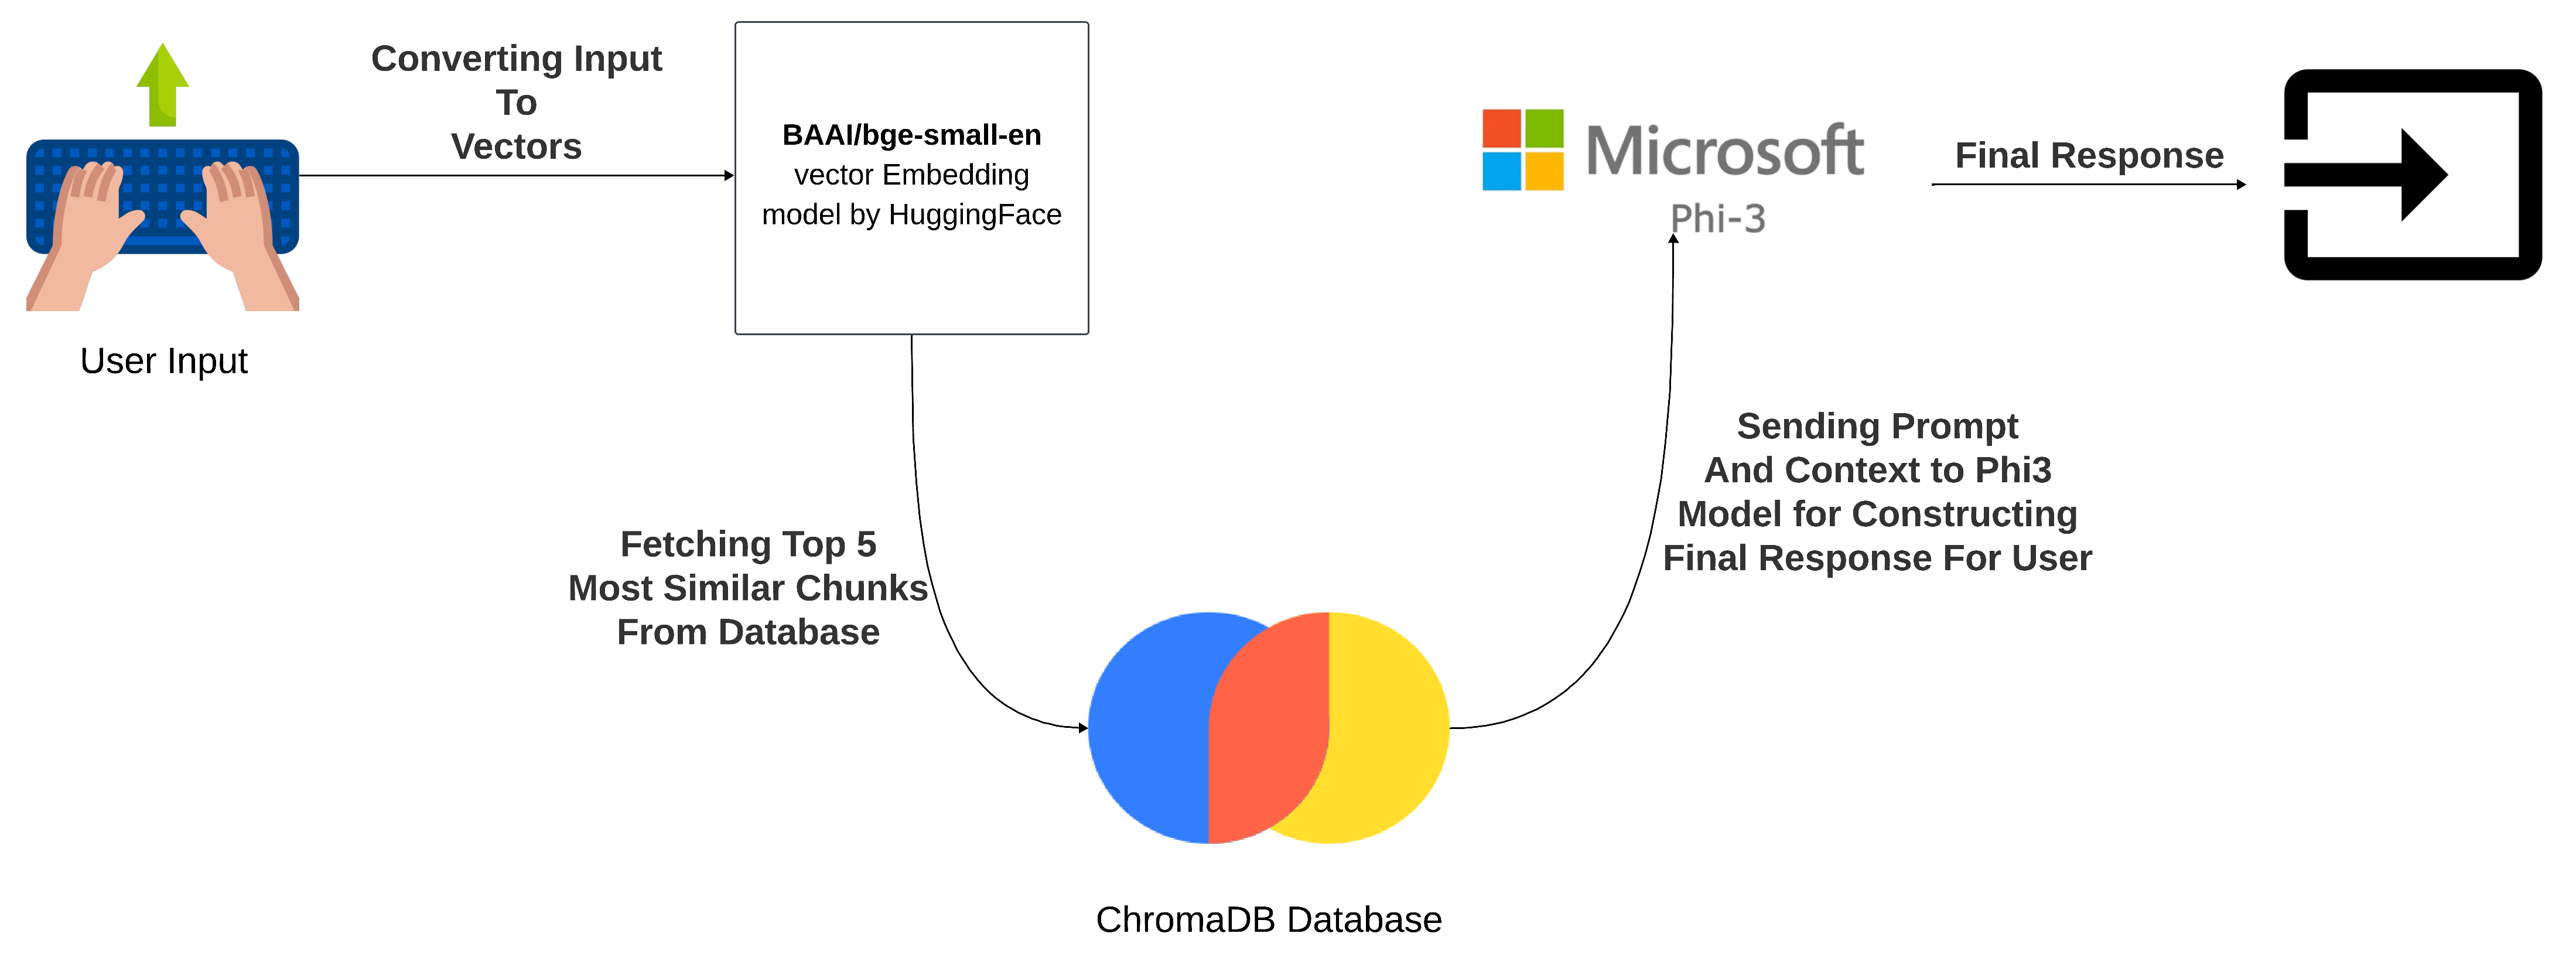 Converting Input
To
Vectors
User Input
BAAI/bge-small-en
vector Embedding
model by HuggingFace
Fetching Top 5
Most Similar Chunks
From Database
ChromaDB Database
Sending Prompt
And Context to Phi3
Model for Constructing
Final Response For User
Microsoft
Phi-3
Final Response